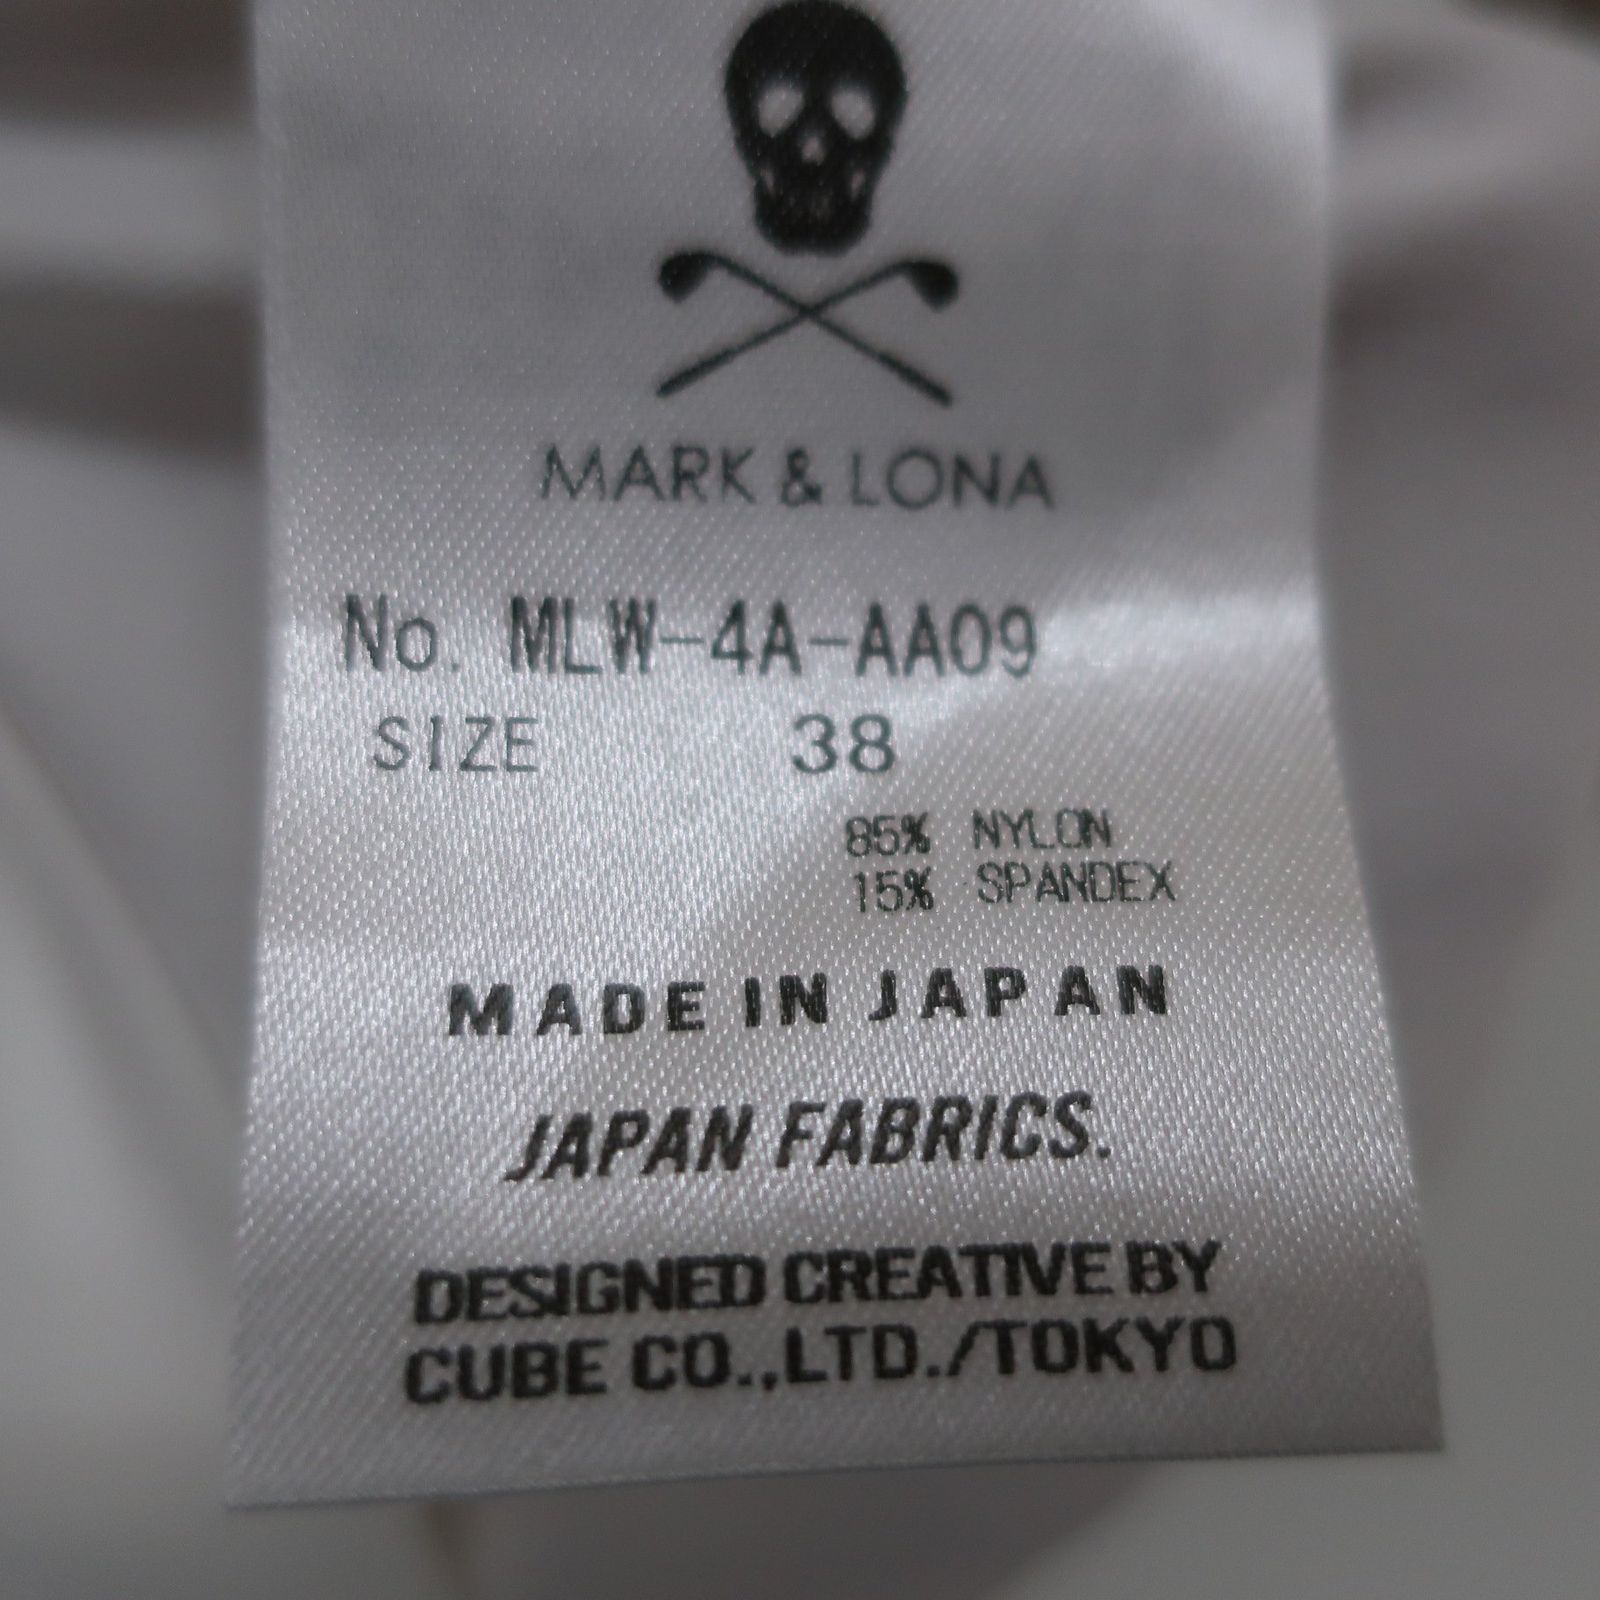 MARK & LONA
No. MLW-4A-AA09
SIZE 38
85% NYLON
15% SPANDEX
MADE IN JAPAN
JAPAN FABRICS.
DESIGNED CREATIVE BY
CUBE CO.,LTD./TOKYO